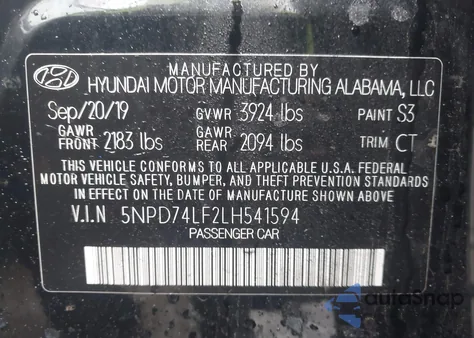 MANUFACTURED BY
HYUNDAI MOTOR MANUFACTURING ALABAMA, LLC
Sep/20/19 GVWR 3924 lbs PAINT S3
GAWR FRONT 2183 lbs GAWR REAR 2094 lbs TRIM CT
THIS VEHICLE CONFORMS TO ALL APPLICABLE U.S.A. FEDERAL
MOTOR VEHICLE SAFETY, BUMPER, AND THEFT PREVENTION STANDARDS
IN EFFECT ON THE DATE OF MANUFACTURE SHOWN ABOVE.
V.I.N 5NPD74LF2LH541594
PASSENGER CAR
autoSnap